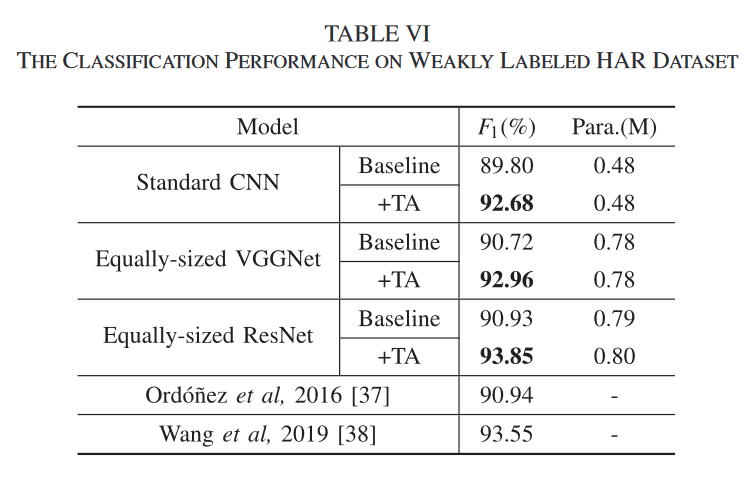 TABLE VI
THE CLASSIFICATION PERFORMANCE ON WEAKLY LABELED HAR DATASET
Model F1(%) Para.(M)
Standard CNN Baseline 89.80 0.48
+TA 92.68 0.48
Equally-sized VGGNet Baseline 90.72 0.78
+TA 92.96 0.78
Equally-sized ResNet Baseline 90.93 0.79
+TA 93.85 0.80
Ordóñez et al, 2016 [37] 90.94 -
Wang et al, 2019 [38] 93.55 -